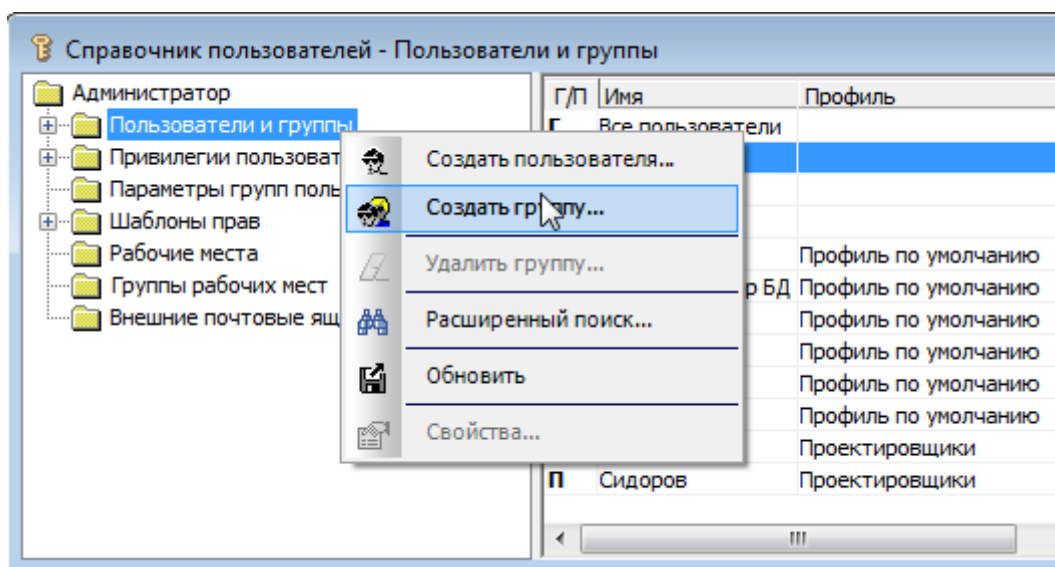 Справочник пользователей - Пользователи и группы
Администратор
Пользователи и группы
Привилегии пользоват
Параметры групп поль
Шаблоны прав
Рабочие места
Группы рабочих мест
Внешние почтовые ящ
Создать пользователя...
Создать группу...
Удалить группу...
Расширенный поиск...
Обновить
Свойства...
Г/П Имя Профиль
Г Все пользователи
Профиль по умолчанию
р БД Профиль по умолчанию
Профиль по умолчанию
Профиль по умолчанию
Профиль по умолчанию
Профиль по умолчанию
Проектировщики
П Сидоров Проектировщики